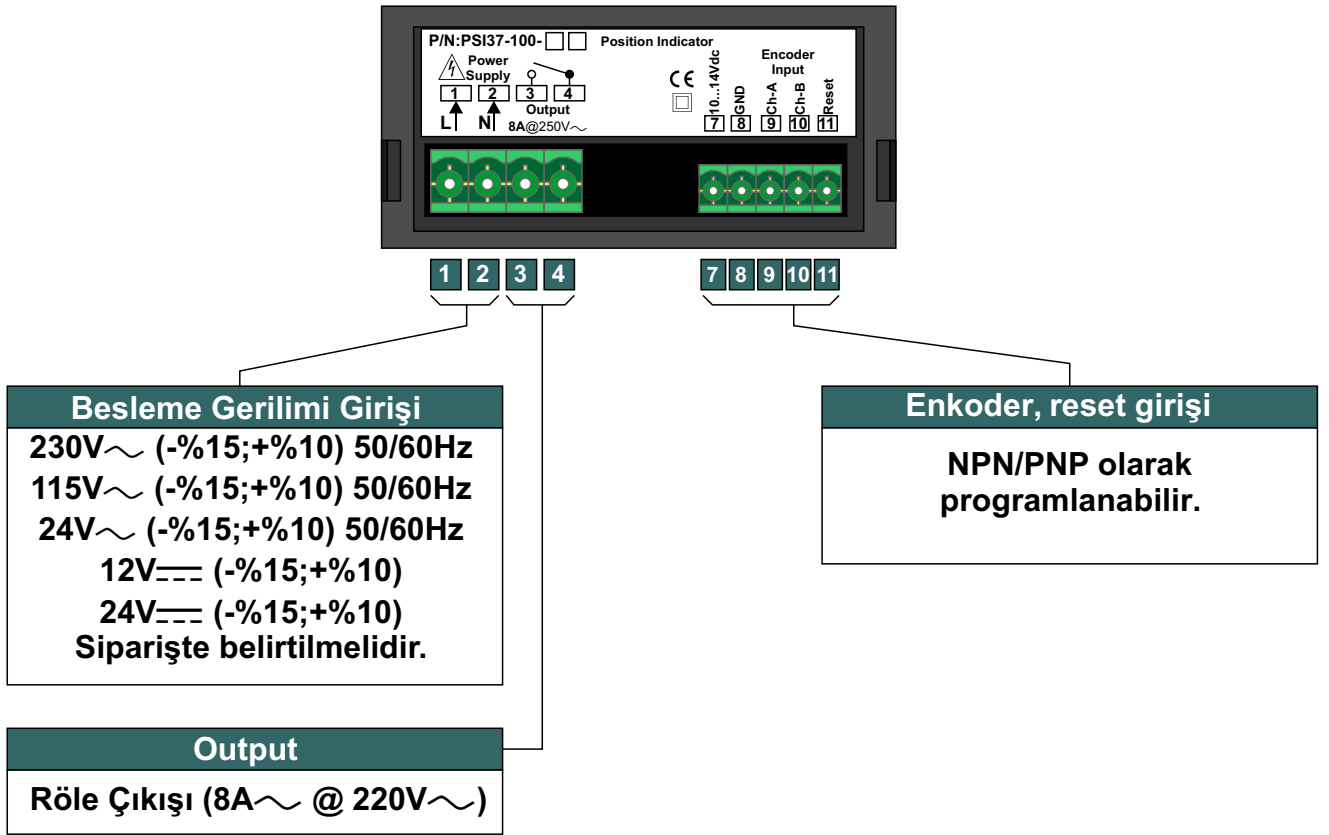 P/N:PSI37-100-
Position Indicator
Power
Supply
1 2 3 4
L N
Output
8A@250V~
CE
Encoder
Input
10...14Vdc
GND
Ch-A
Ch-B
Reset
7 8 9 10 11
1 2 3 4
7 8 9 10 11
Besleme Gerilimi Girişi
230V~ (-%15;+%10) 50/60Hz
115V~ (-%15;+%10) 50/60Hz
24V~ (-%15;+%10) 50/60Hz
12V⎓ (-%15;+%10)
24V⎓ (-%15;+%10)
Siparişte belirtilmelidir.
Enkoder, reset girişi
NPN/PNP olarak
programlanabilir.
Output
Röle Çıkışı (8A~ @ 220V~)